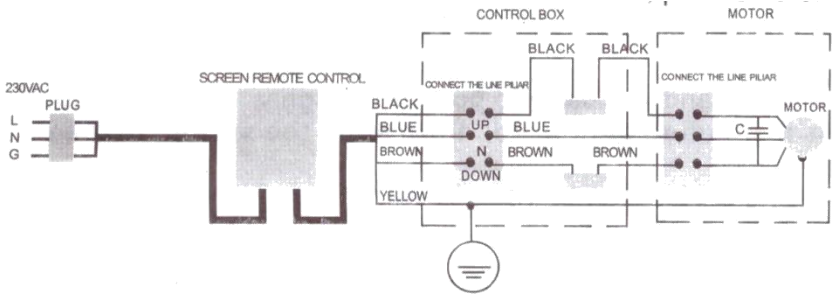 CONTROL BOX MOTOR
BLACK BLACK
SCREEN REMOTE CONTROL CONNECT THE LINE PILIAR CONNECT THE LINE PILIAR
230VAC
PLUG BLACK MOTOR
L UP C
N BLUE BLUE
G BROWN N BROWN BROWN
DOWN
YELLOW